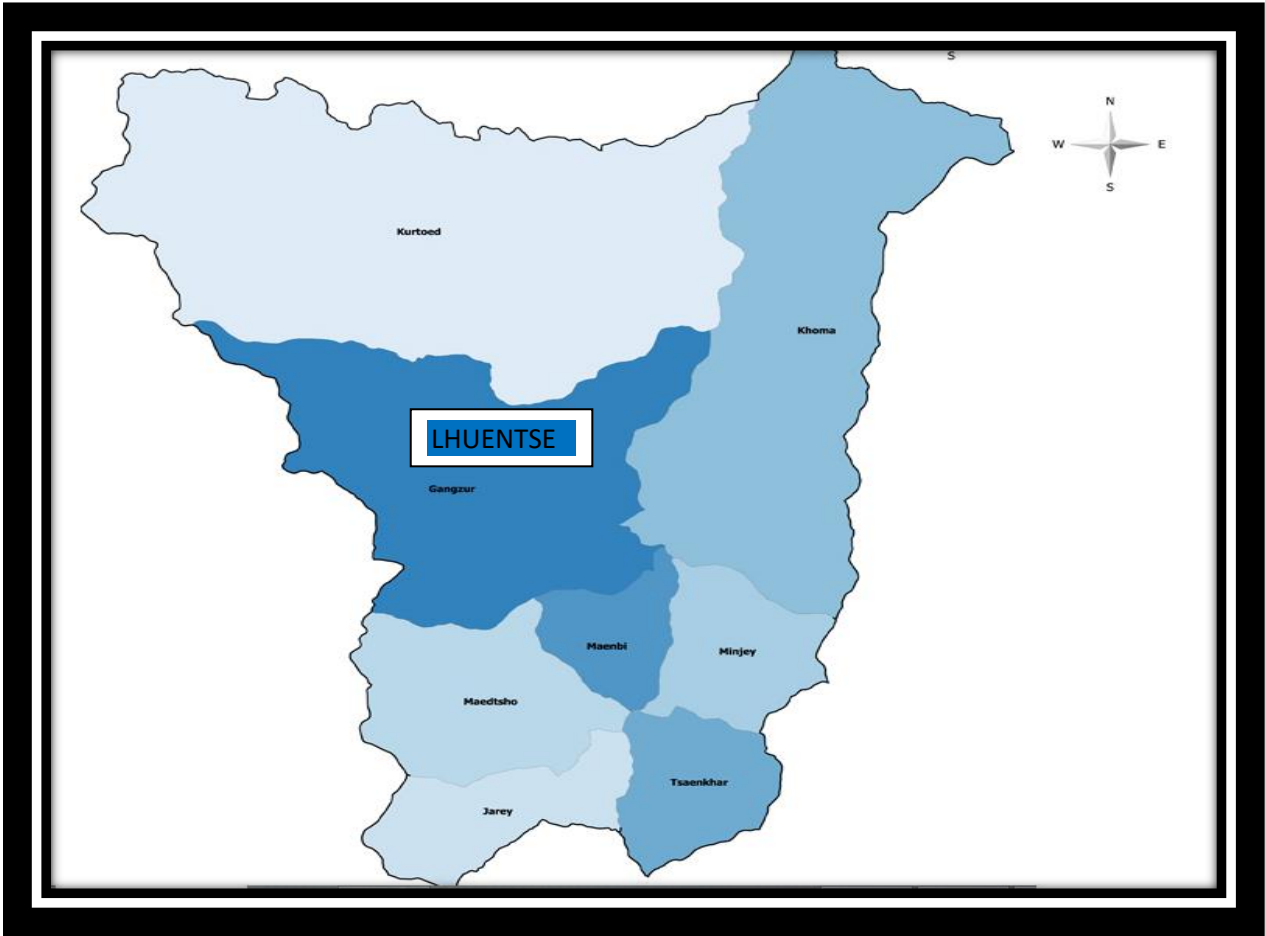 S
N
W E
S
Kurtoed
Khoma
LHUENTSE
Gangzur
Maenbi
Minjey
Maedtsho
Tsaenkhar
Jarey